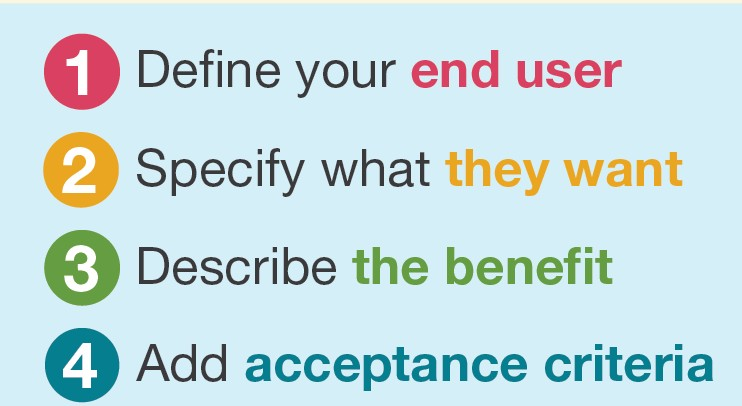 1 Define your end user
2 Specify what they want
3 Describe the benefit
4 Add acceptance criteria